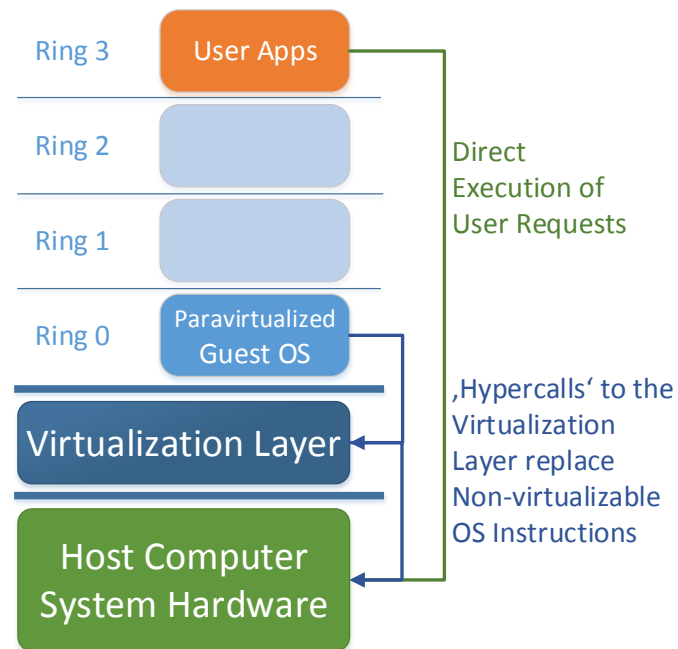 Ring 3
User Apps
Ring 2
Direct
Execution of
User Requests
Ring 1
Ring 0
Paravirtualized
Guest OS
‚Hypercalls‘ to the
Virtualization
Layer replace
Non-virtualizable
OS Instructions
Virtualization Layer
Host Computer
System Hardware